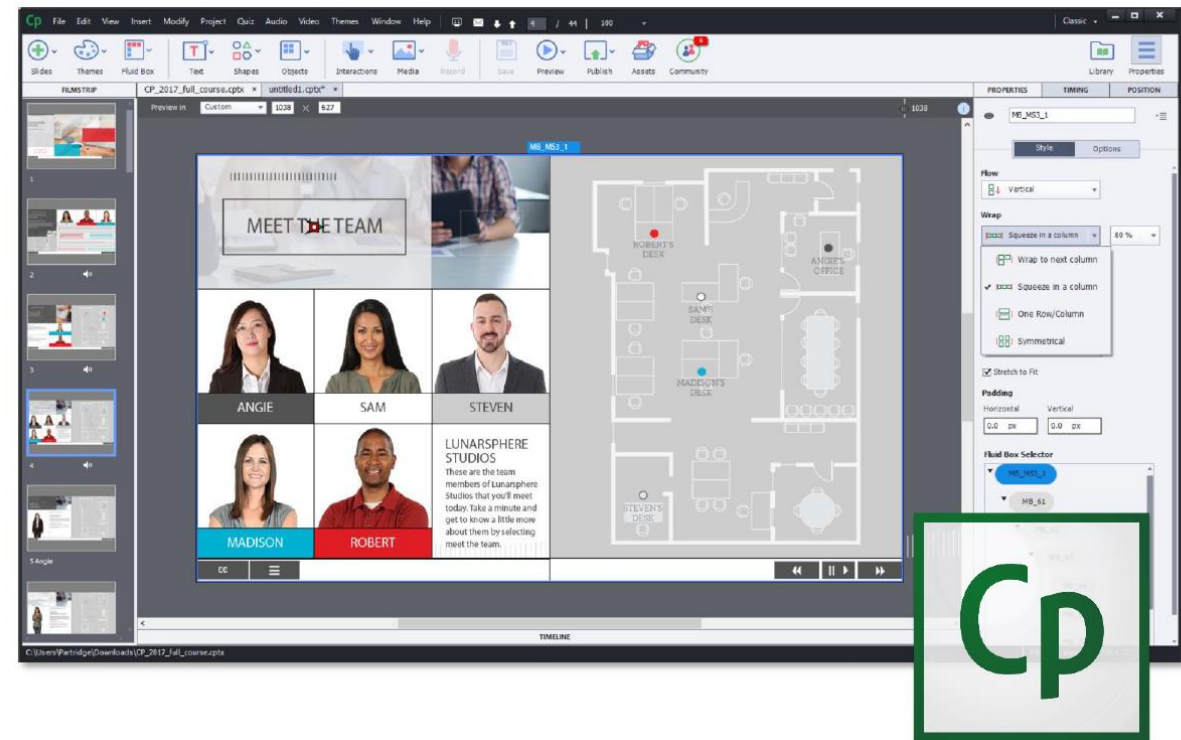 Cp File Edit View Insert Modify Project Quiz Audio Video Themes Window Help 4 / 44 | 100 Classic
Slides Themes Fluid Box Text Shapes Objects Interactions Media Record Save Preview Publish Assets Community Library Properties
FILMSTRIP CP_2017_full_course.cptx × untitled1.cptx* × PROPERTIES TIMING POSITION
Preview in Custom 1038 × 627 1038
MB_MS3_1
Style Options
Flow
Vertical
Wrap
Squeeze in a column 80 %
Wrap to next column
Squeeze in a column
One Row/Column
Symmetrical
Stretch to Fit
Padding
Horizontal Vertical
0.0 px 0.0 px
Fluid Box Selector
MB_MS3_1
MB_61
1
2
3
4
5 Angie
MB_MS3_1
MEET THE TEAM
ANGIE SAM STEVEN
MADISON ROBERT
LUNARSPHERE
STUDIOS
These are the team
members of Lunarsphere
Studios that you'll meet
today. Take a minute and
get to know a little more
about them by selecting
meet the team.
ROBERT'S
DESK
ANGIE'S
OFFICE
SAM'S
DESK
MADISON'S
DESK
STEVEN'S
DESK
CC
TIMELINE
C:\Users\Partridge\Downloads\CP_2017_full_course.cptx
Cp